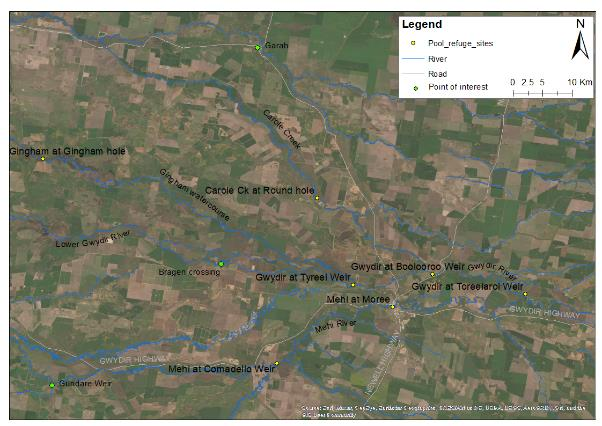 Legend
N
Pool_refuge_sites
River
Road
Point of interest
0 2.5 5 10 Km
Garah
Carole Creek
Gingham at Gingham hole
Gingham watercourse
Carole Ck at Round hole
Lower Gwydir River
Bragen crossing
Gwydir at Boolooroo Weir
Gwydir River
Gwydir at Tyreel Weir
Gwydir at Toreelaroi Weir
Mehi at Moree
GWYDIR HIGHWAY
Mehi River
NEWELL HIGHWAY
GWYDIR HIGHWAY
Mehi at Comadello Weir
Gundare Weir